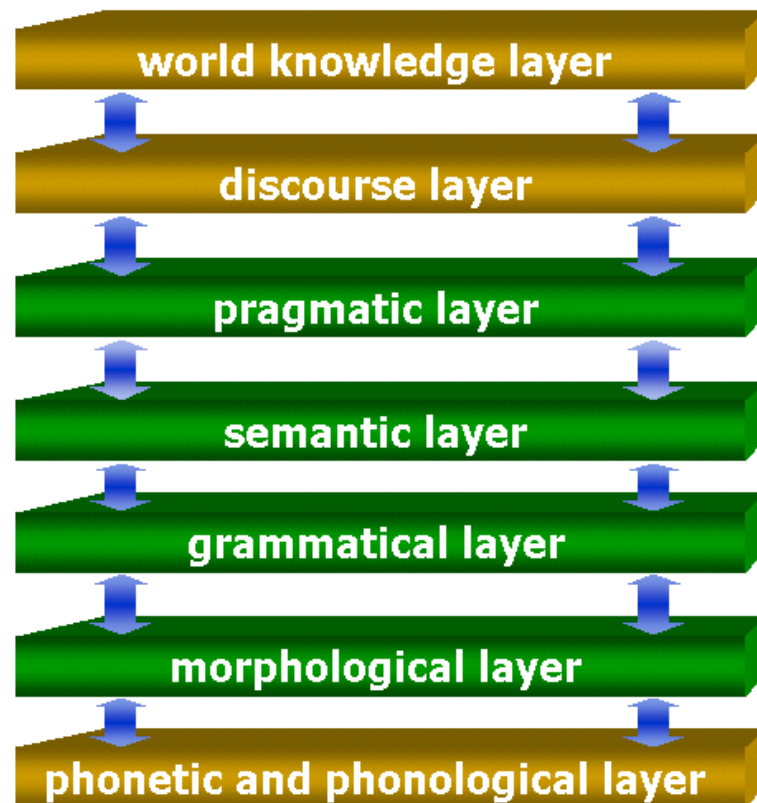 world knowledge layer
discourse layer
pragmatic layer
semantic layer
grammatical layer
morphological layer
phonetic and phonological layer